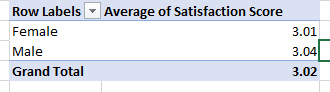 Row Labels Average of Satisfaction Score
Female 3.01
Male 3.04
Grand Total 3.02